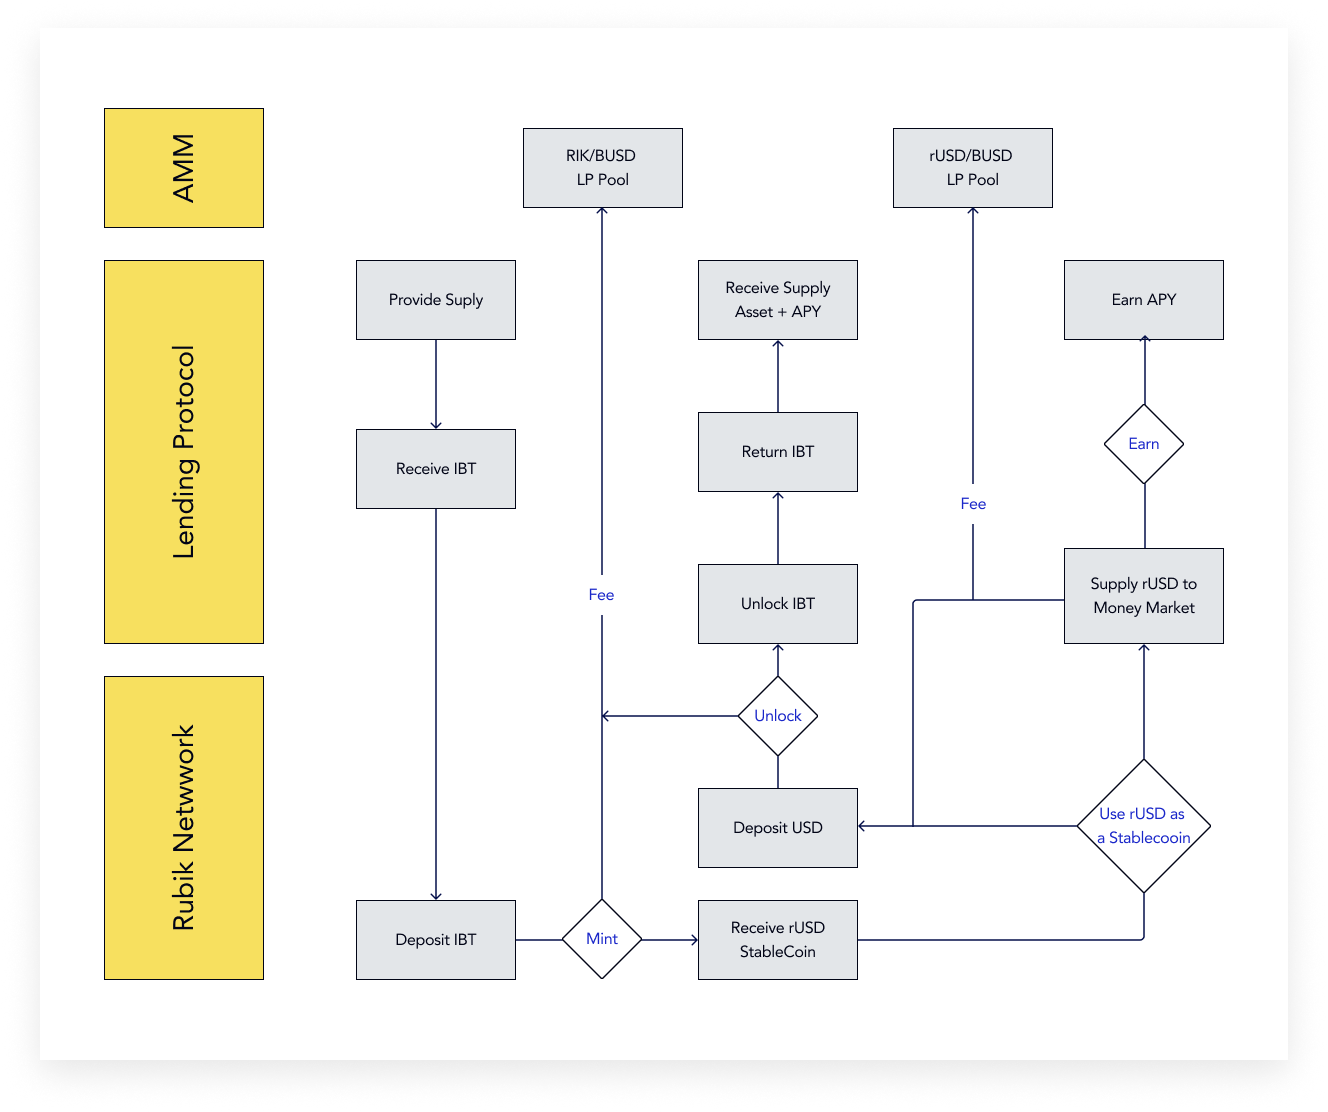 AMM
RIK/BUSD
LP Pool
rUSD/BUSD
LP Pool
Lending Protocol
Provide Suply
Receive Supply
Asset + APY
Earn APY
Receive IBT
Return IBT
Earn
Fee
Fee
Unlock IBT
Supply rUSD to
Money Market
Rubik Netwwork
Unlock
Deposit USD
Use rUSD as
a Stablecooin
Deposit IBT
Mint
Receive rUSD
StableCoin